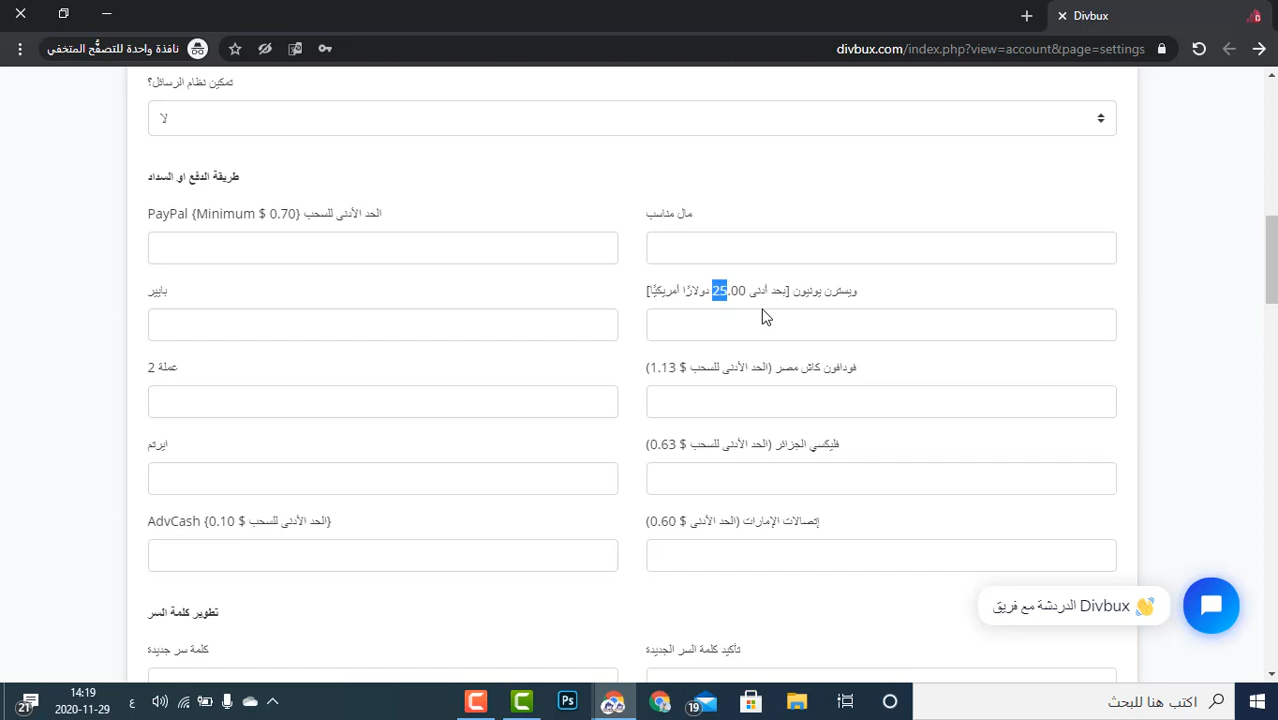 Divbux
نافذة واحدة للتصفُّح المتخفي
divbux.com/index.php?view=account&page=settings
تمكين نظام الرسائل؟
لا
طريقة الدفع او السداد
الحد الأدنى للسحب PayPal {Minimum $ 0.70}
مال مناسب
بايير
ويسترن يونيون [بحد أدنى 25.00 دولارًا أمريكيًّا]
عملة 2
فودافون كاش مصر (الحد الأدنى للسحب $ 1.13)
ايرتم
فليكسي الجزائر (الحد الأدنى للسحب $ 0.63)
AdvCash {الحد الأدنى للسحب $ 0.10}
إتصالات الإمارات (الحد الأدنى $ 0.60)
تطوير كلمة السر
Divbux الدردشة مع فريق
كلمة سر جديدة
تأكيد كلمة السر الجديدة
21
14:19
2020-11-29
ع
Ps
19
اكتب هنا للبحث